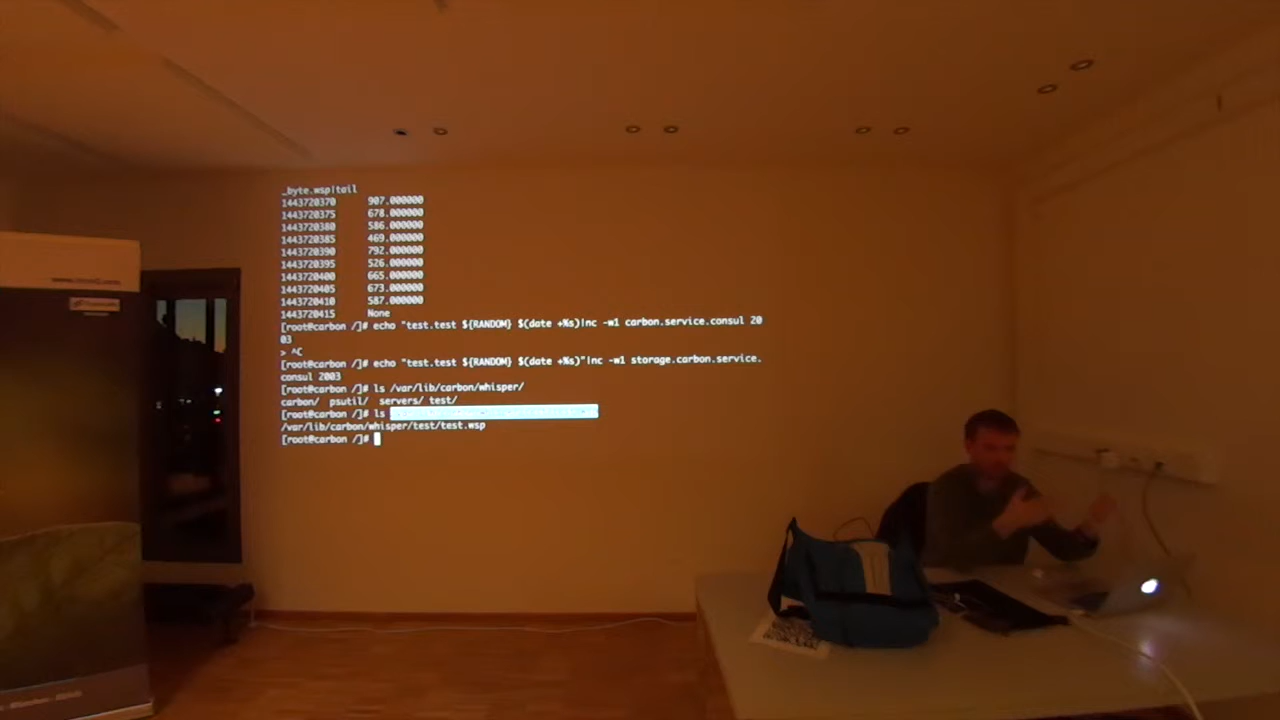 _byte.wsp|tail
1443720370 907.000000
1443720375 678.000000
1443720380 586.000000
1443720385 469.000000
1443720390 792.000000
1443720395 526.000000
1443720400 665.000000
1443720405 673.000000
1443720410 587.000000
1443720415 None
[root@carbon /]# echo "test.test ${RANDOM} $(date +%s)|nc -w1 carbon.service.consul 20
03
> ^C
[root@carbon /]# echo "test.test ${RANDOM} $(date +%s)"|nc -w1 storage.carbon.service.
consul 2003
[root@carbon /]# ls /var/lib/carbon/whisper/
carbon/ psutil/ servers/ test/
[root@carbon /]# ls
/var/lib/carbon/whisper/test/test.wsp
[root@carbon /]#